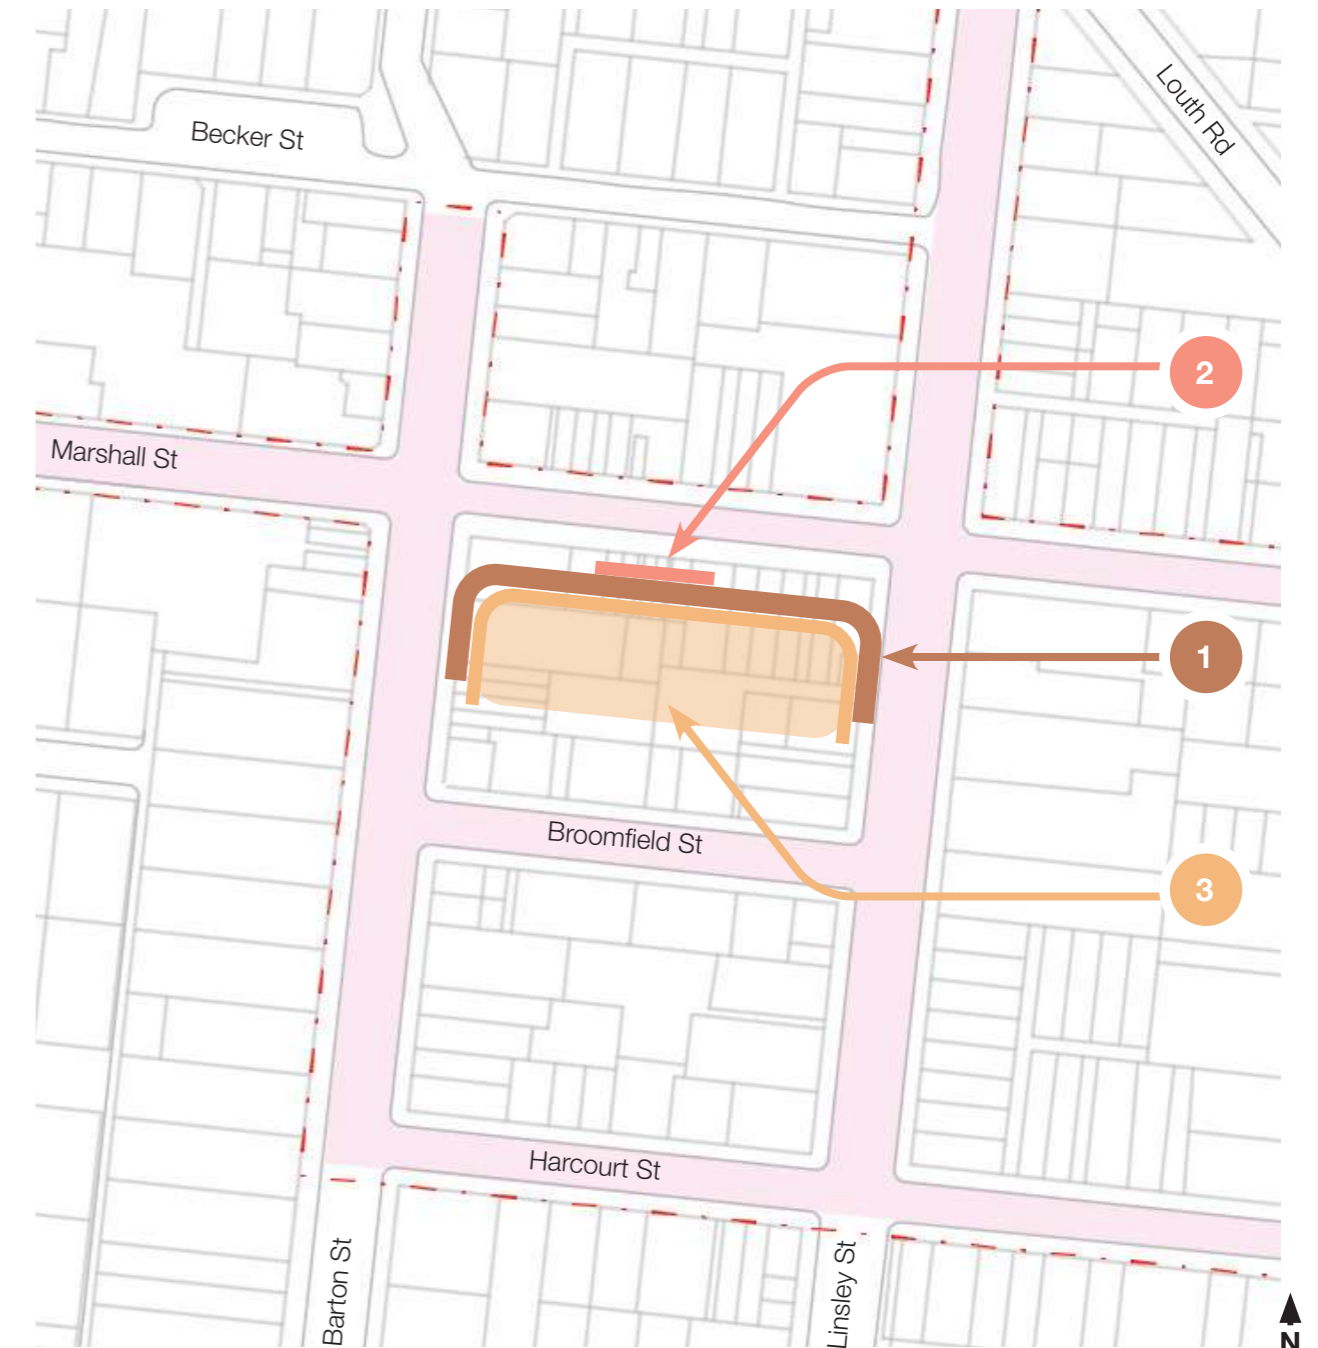 Becker St
Louth Rd
2
Marshall St
1
Broomfield St
3
Harcourt St
Barton St
Linsley St
N